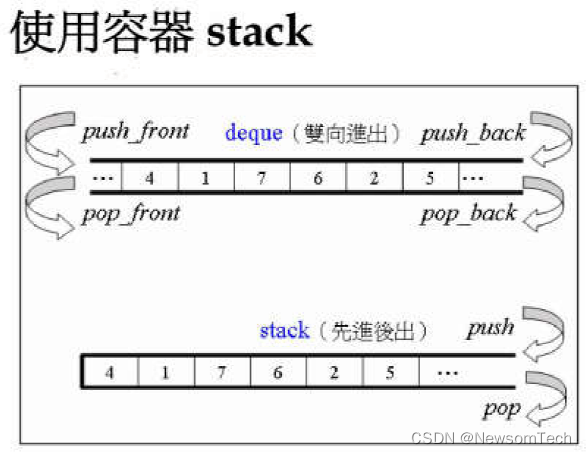 使用容器 stack
push_front deque（雙向進出） push_back
… 4 1 7 6 2 5 …
pop_front pop_back
stack（先進後出） push
4 1 7 6 2 5 …
pop
CSDN @NewsomTech